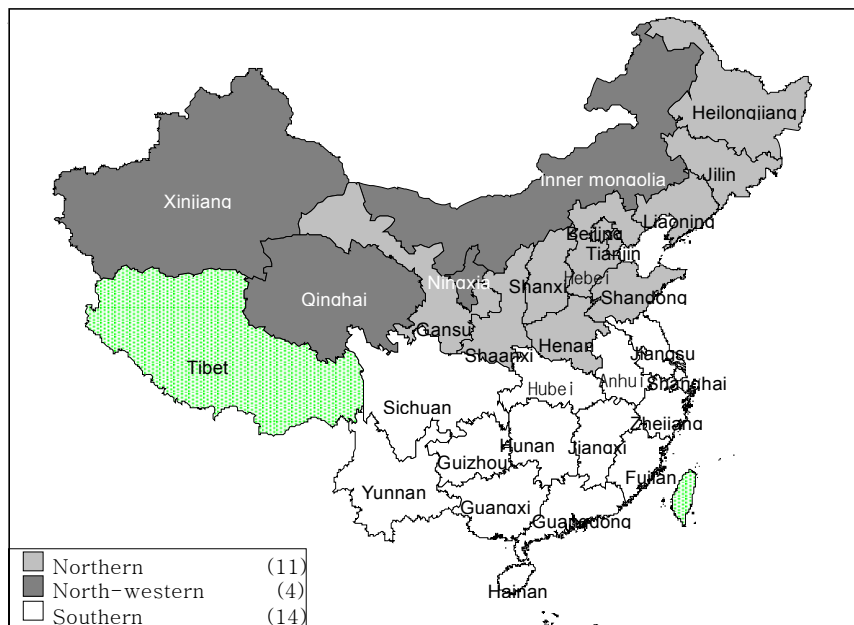 Heilongjiang
Jilin
Inner mongolia
Xinjiang
Liaoning
Beijing
Tianjin
Hebei
Ningxia
Shanxi
Qinghai
Shandong
Gansu
Shaanxi
Henan
Jiangsu
Tibet
Hubei
Anhui
Shanghai
Sichuan
Zhejiang
Hunan
Jiangxi
Guizhou
Fujian
Yunnan
Guangxi
Guangdong
Hainan
Northern (11)
North-western (4)
Southern (14)